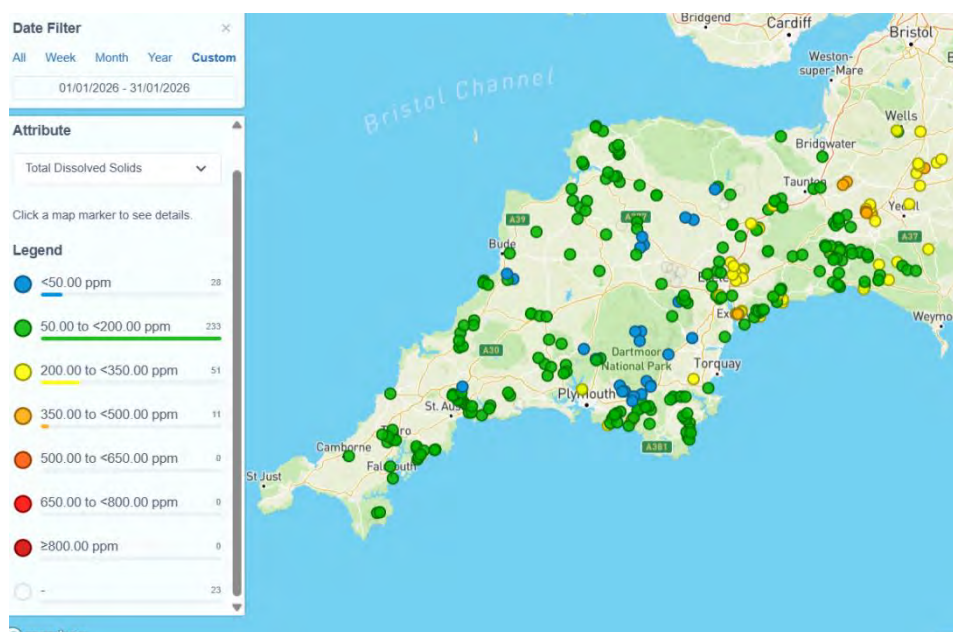 Date Filter ×
All Week Month Year Custom
01/01/2026 - 31/01/2026
Attribute
Total Dissolved Solids
Click a map marker to see details.
Legend
<50.00 ppm 28
50.00 to <200.00 ppm 233
200.00 to <350.00 ppm 51
350.00 to <500.00 ppm 11
500.00 to <650.00 ppm 0
650.00 to <800.00 ppm 0
≥800.00 ppm 0
- 23
Bridgend
Cardiff
Bristol
Weston-
super-Mare
Bristol Channel
Wells
Bridgwater
Taunton
A39
A37
Bude
Weymo
A30
Dartmoor
National Park
Torquay
Plymouth
St. Aus
Camborne
A381
St Just
Falmouth